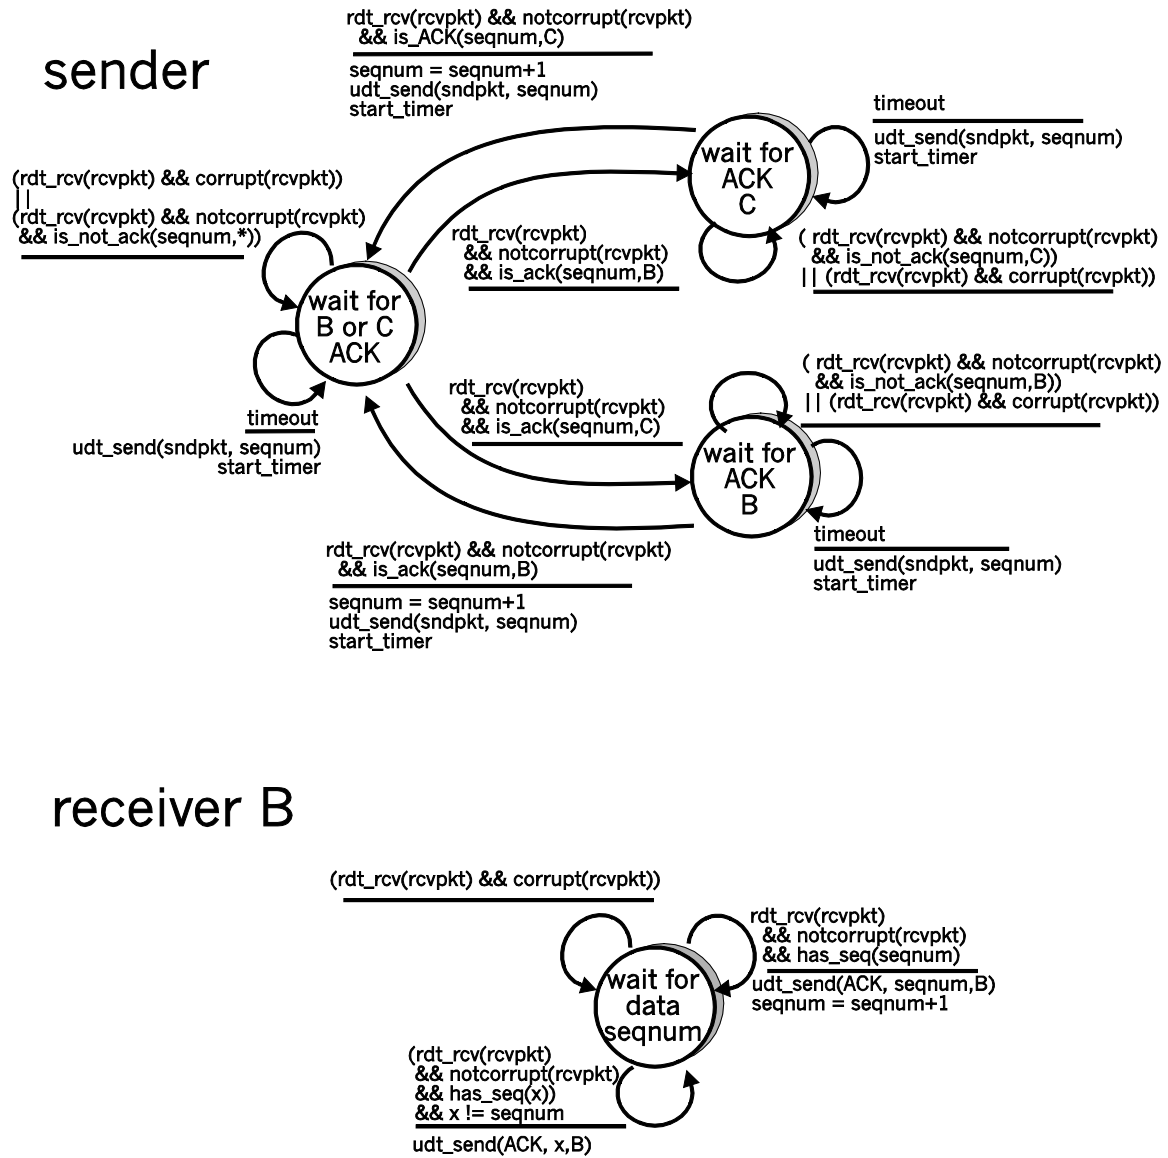 sender
rdt_rcv(rcvpkt) && notcorrupt(rcvpkt)
&& is_ACK(seqnum,C)
seqnum = seqnum+1
udt_send(sndpkt, seqnum)
start_timer
timeout
udt_send(sndpkt, seqnum)
start_timer
wait for
ACK
C
(rdt_rcv(rcvpkt) && corrupt(rcvpkt))
||
(rdt_rcv(rcvpkt) && notcorrupt(rcvpkt)
&& is_not_ack(seqnum,*))
rdt_rcv(rcvpkt)
&& notcorrupt(rcvpkt)
&& is_ack(seqnum,B)
( rdt_rcv(rcvpkt) && notcorrupt(rcvpkt)
&& is_not_ack(seqnum,C))
|| (rdt_rcv(rcvpkt) && corrupt(rcvpkt))
wait for
B or C
ACK
timeout
udt_send(sndpkt, seqnum)
start_timer
rdt_rcv(rcvpkt)
&& notcorrupt(rcvpkt)
&& is_ack(seqnum,C)
( rdt_rcv(rcvpkt) && notcorrupt(rcvpkt)
&& is_not_ack(seqnum,B))
|| (rdt_rcv(rcvpkt) && corrupt(rcvpkt))
wait for
ACK
B
timeout
udt_send(sndpkt, seqnum)
start_timer
rdt_rcv(rcvpkt) && notcorrupt(rcvpkt)
&& is_ack(seqnum,B)
seqnum = seqnum+1
udt_send(sndpkt, seqnum)
start_timer
receiver B
(rdt_rcv(rcvpkt) && corrupt(rcvpkt))
rdt_rcv(rcvpkt)
&& notcorrupt(rcvpkt)
&& has_seq(seqnum)
udt_send(ACK, seqnum,B)
seqnum = seqnum+1
wait for
data
seqnum
(rdt_rcv(rcvpkt)
&& notcorrupt(rcvpkt)
&& has_seq(x))
&& x != seqnum
udt_send(ACK, x,B)